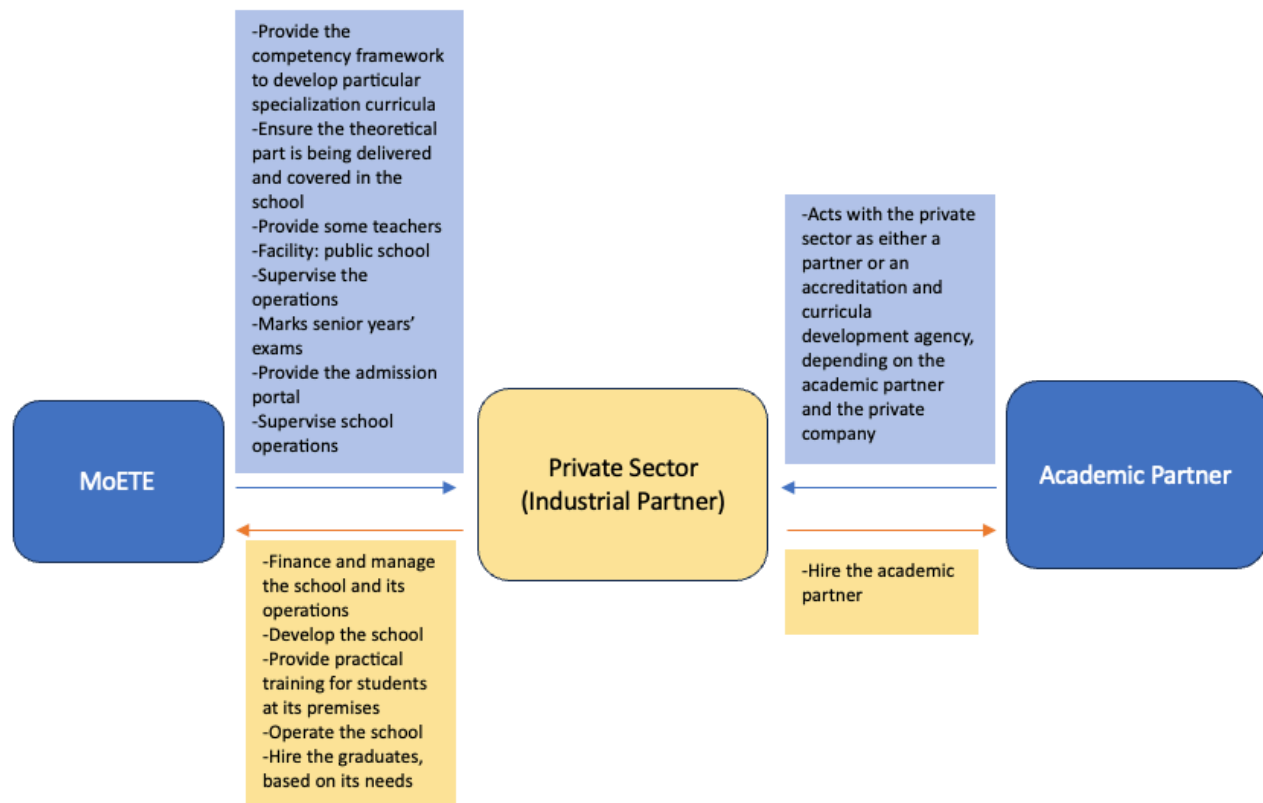 -Provide the
competency framework
to develop particular
specialization curricula
-Ensure the theoretical
part is being delivered
and covered in the
school
-Provide some teachers
-Facility: public school
-Supervise the
operations
-Marks senior years’
exams
-Provide the admission
portal
-Supervise school
operations
-Acts with the private
sector as either a
partner or an
accreditation and
curricula
development agency,
depending on the
academic partner
and the private
company
MoETE
Private Sector
(Industrial Partner)
Academic Partner
-Finance and manage
the school and its
operations
-Develop the school
-Provide practical
training for students
at its premises
-Operate the school
-Hire the graduates,
based on its needs
-Hire the academic
partner